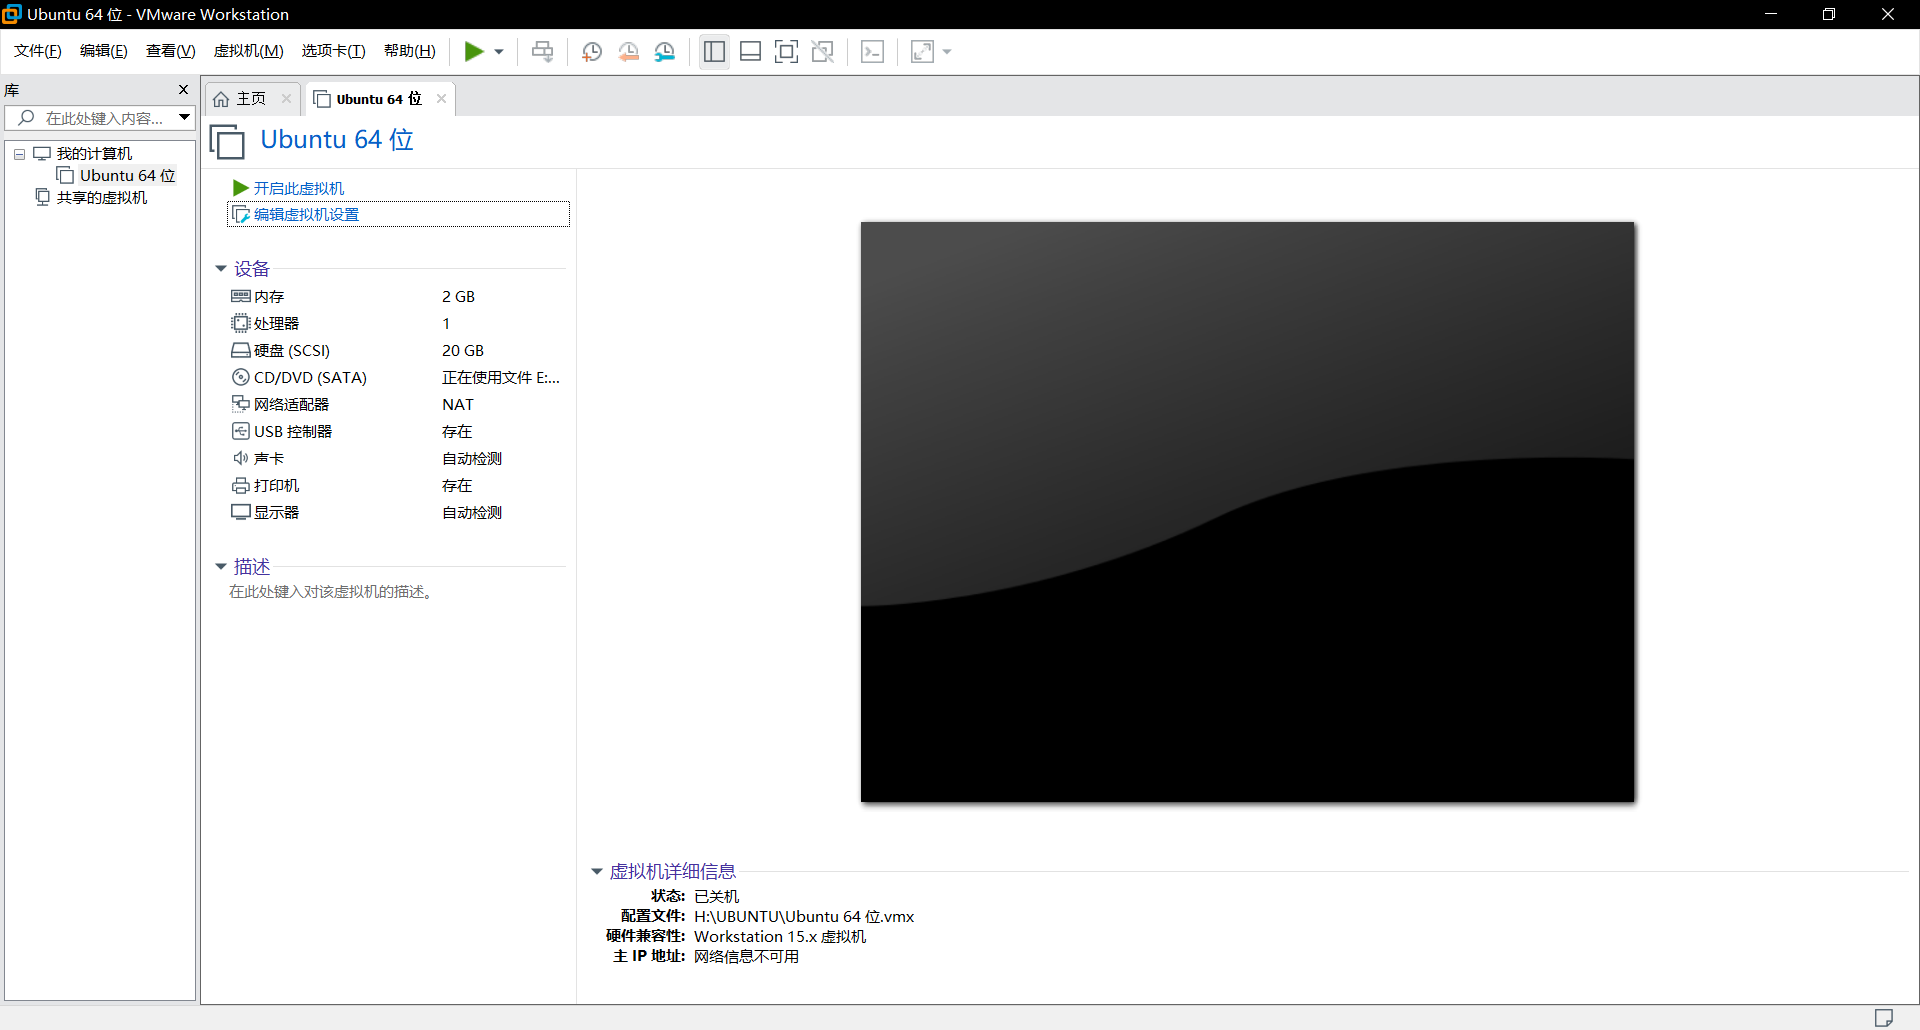 Ubuntu 64 位 - VMware Workstation
文件(F) 编辑(E) 查看(V) 虚拟机(M) 选项卡(T) 帮助(H)
库
在此处键入内容...
我的计算机
Ubuntu 64 位
共享的虚拟机
主页
Ubuntu 64 位
Ubuntu 64 位
开启此虚拟机
编辑虚拟机设置
设备
内存 2 GB
处理器 1
硬盘 (SCSI) 20 GB
CD/DVD (SATA) 正在使用文件 E:...
网络适配器 NAT
USB 控制器 存在
声卡 自动检测
打印机 存在
显示器 自动检测
描述
在此处键入对该虚拟机的描述。
虚拟机详细信息
状态: 已关机
配置文件: H:\UBUNTU\Ubuntu 64 位.vmx
硬件兼容性: Workstation 15.x 虚拟机
主 IP 地址: 网络信息不可用